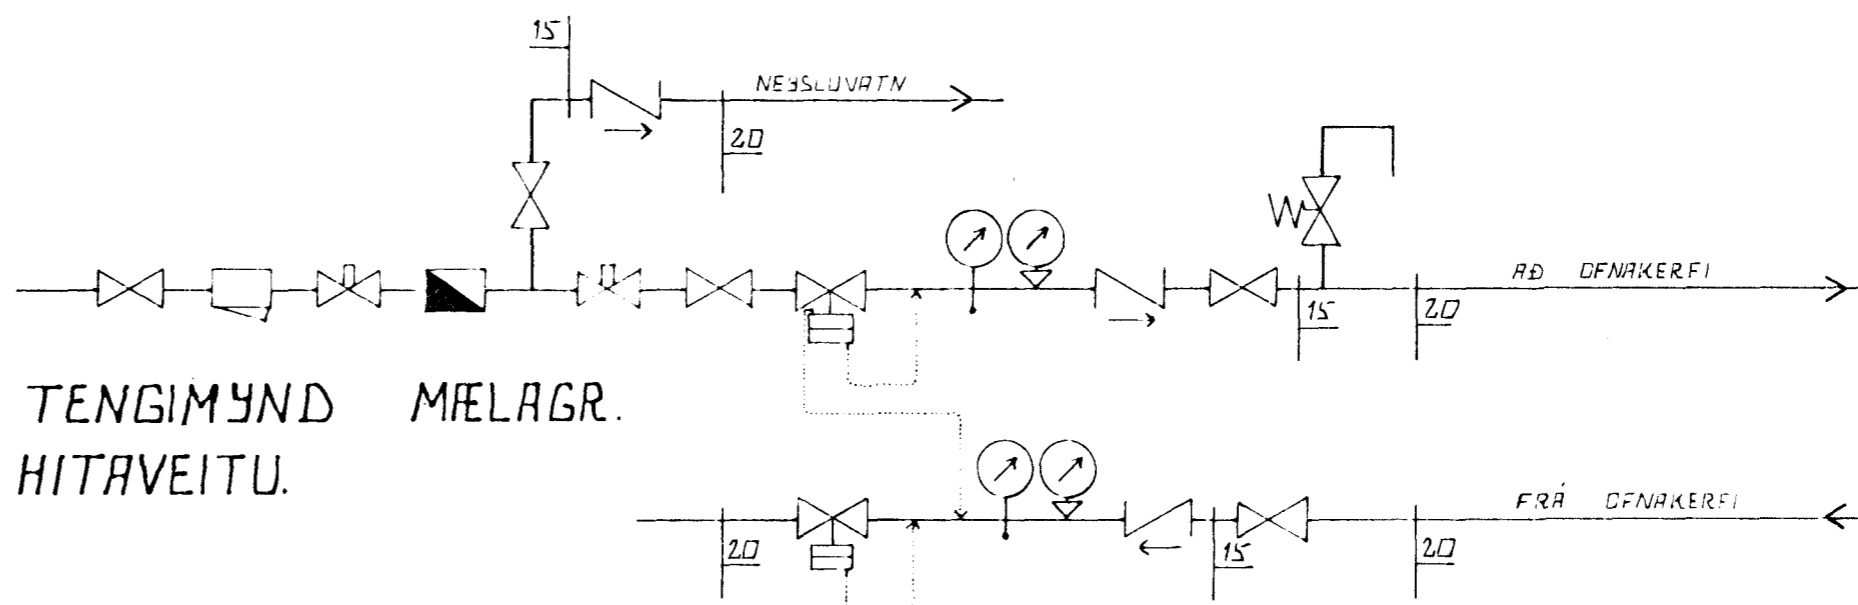 15
NEYSLUVATN
20
AÐ OFNAKERFI
15
20
TENGIMYND MÆLAGR.
HITAVEITU.
FRÁ OFNAKERFI
20
15
20